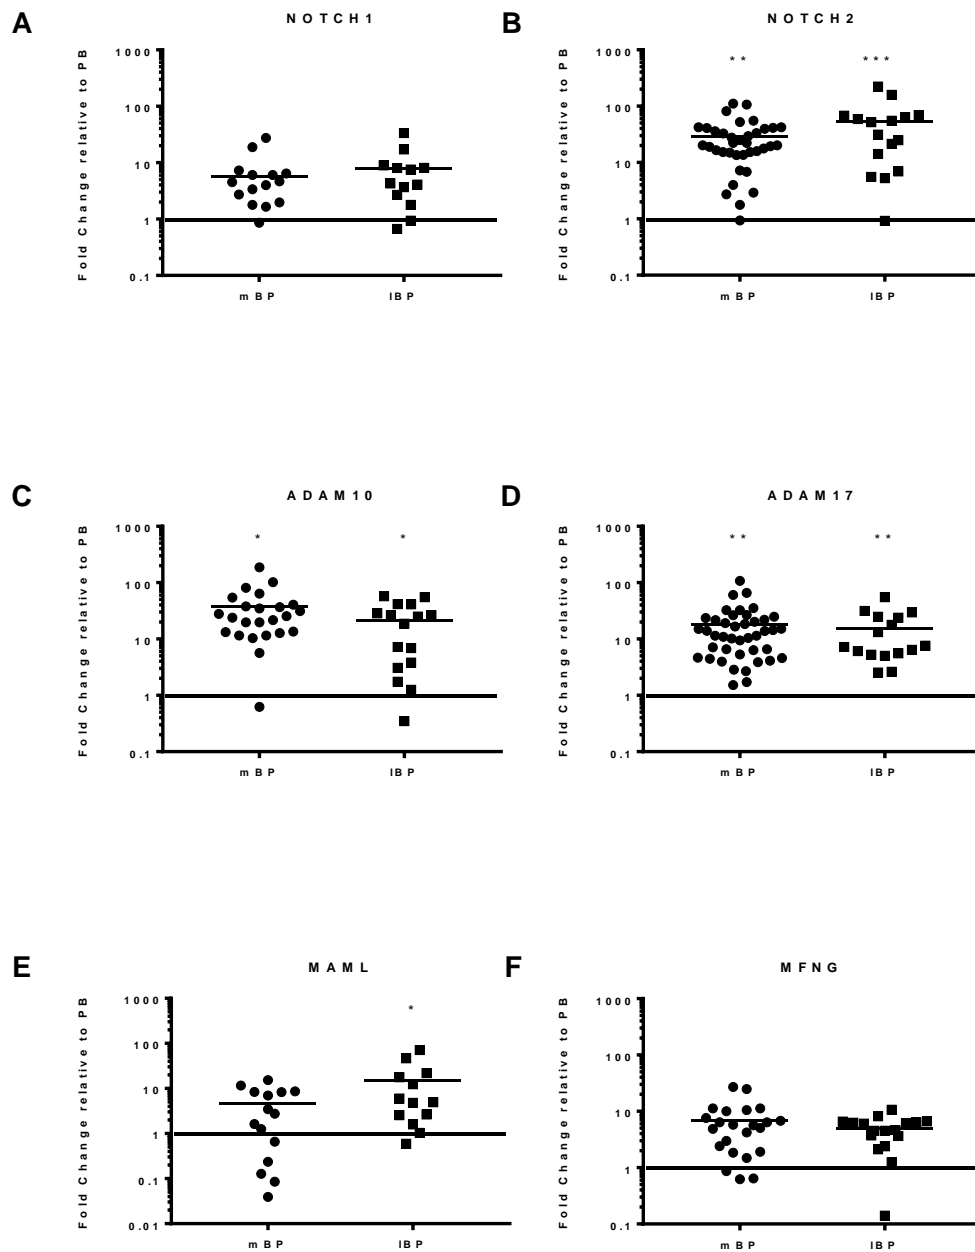 A
NOTCH1
Fold Change relative to PB
1000
100
10
1
0.1
mBP
lBP
B
NOTCH2
** ***
Fold Change relative to PB
1000
100
10
1
0.1
mBP
lBP
C
ADAM10
* *
Fold Change relative to PB
1000
100
10
1
0.1
mBP
lBP
D
ADAM17
** **
Fold Change relative to PB
1000
100
10
1
0.1
mBP
lBP
E
MAML
*
Fold Change relative to PB
1000
100
10
1
0.1
0.01
mBP
lBP
F
MFNG
Fold Change relative to PB
1000
100
10
1
0.1
mBP
lBP